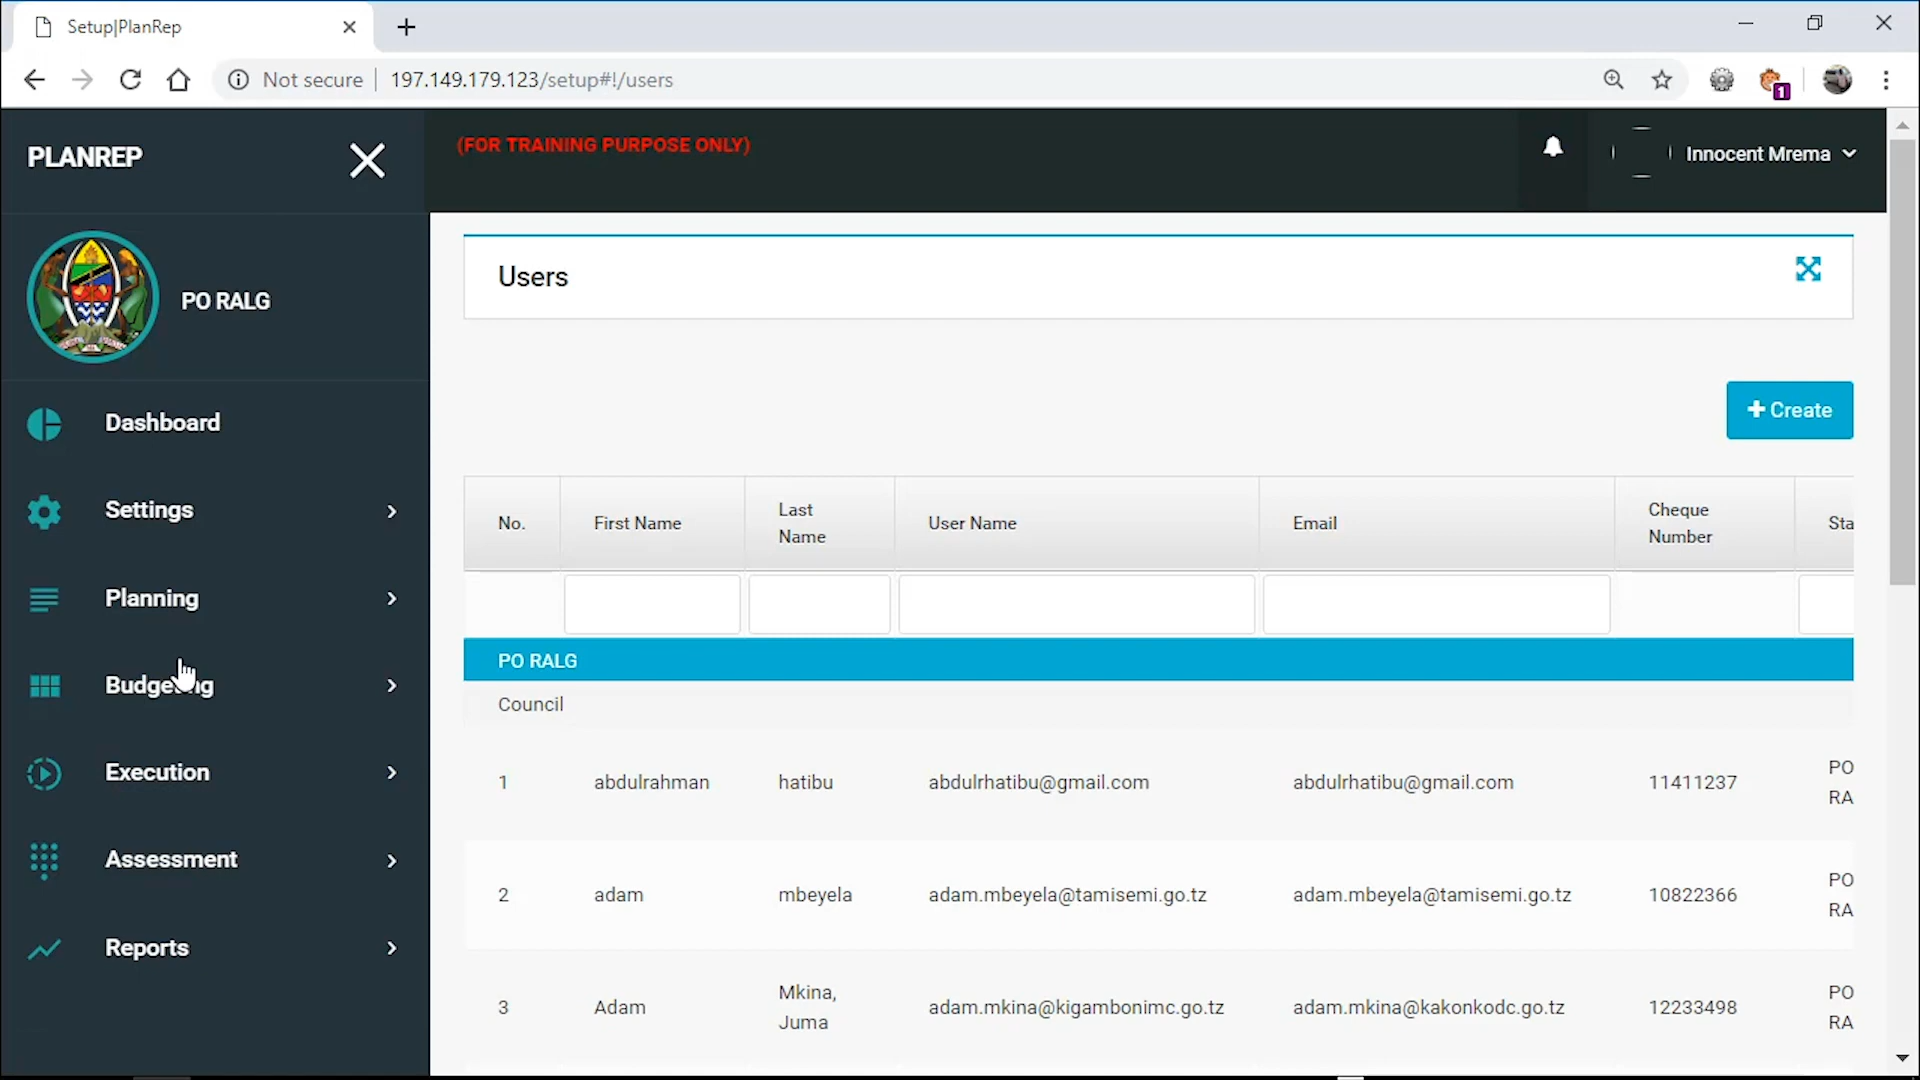 Setup|PlanRep
Not secure
197.149.179.123/setup#!/users
1
PLANREP
(FOR TRAINING PURPOSE ONLY)
Innocent Mrema
PO RALG
Users
Dashboard
Create
Settings
Planning
Budgeting
Execution
Assessment
Reports
No.
First Name
Last
Name
User Name
Email
Cheque
Number
Sta
PO RALG
Council
1
abdulrahman
hatibu
abdulrhatibu@gmail.com
abdulrhatibu@gmail.com
11411237
PO
RA
2
adam
mbeyela
adam.mbeyela@tamisemi.go.tz
adam.mbeyela@tamisemi.go.tz
10822366
PO
RA
3
Adam
Mkina,
Juma
adam.mkina@kigambonimc.go.tz
adam.mkina@kakonkodc.go.tz
12233498
PO
RA